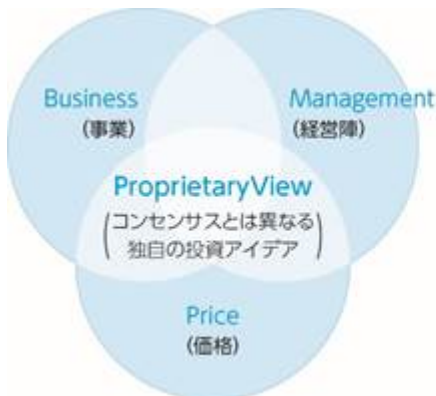 Business
(事業)
Management
(経営陣)
ProprietaryView
(コンセンサスとは異なる
独自の投資アイデア)
Price
(価格)